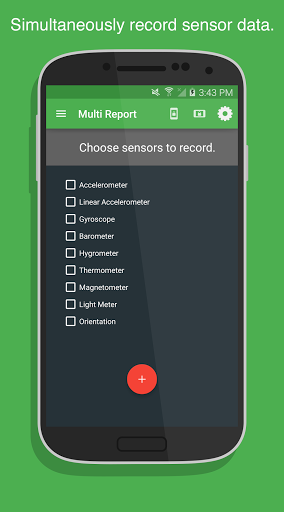 Simultaneously record sensor data.
3:43 PM
Multi Report
Choose sensors to record.
Accelerometer
Linear Accelerometer
Gyroscope
Barometer
Hygrometer
Thermometer
Magnetometer
Light Meter
Orientation
+